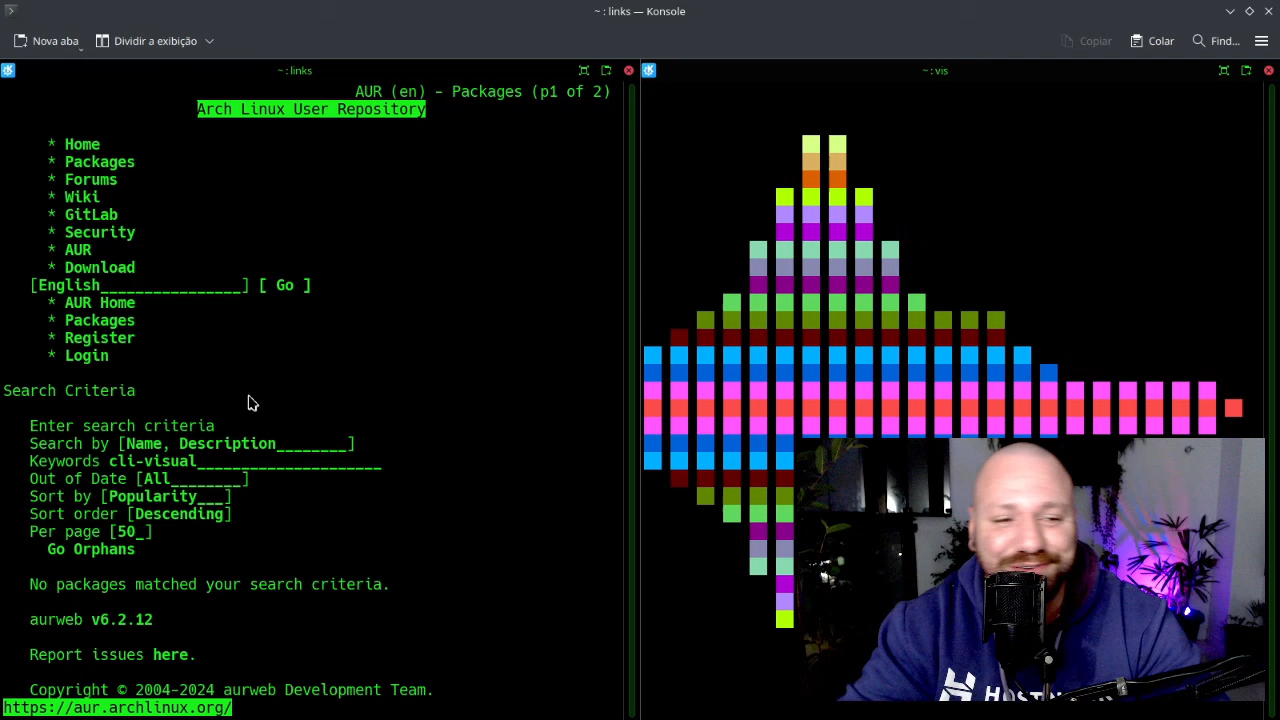 ~ : links — Konsole
Nova aba
Dividir a exibição
Copiar
Colar
Find...
~ : links
AUR (en) - Packages (p1 of 2)
Arch Linux User Repository
* Home
* Packages
* Forums
* Wiki
* GitLab
* Security
* AUR
* Download
[English________________] [ Go ]
* AUR Home
* Packages
* Register
* Login
Search Criteria
Enter search criteria
Search by [Name, Description________]
Keywords cli-visual_____________________
Out of Date [All________]
Sort by [Popularity___]
Sort order [Descending]
Per page [50_]
Go Orphans
No packages matched your search criteria.
aurweb v6.2.12
Report issues here.
Copyright © 2004-2024 aurweb Development Team.
https://aur.archlinux.org/
~ : vis